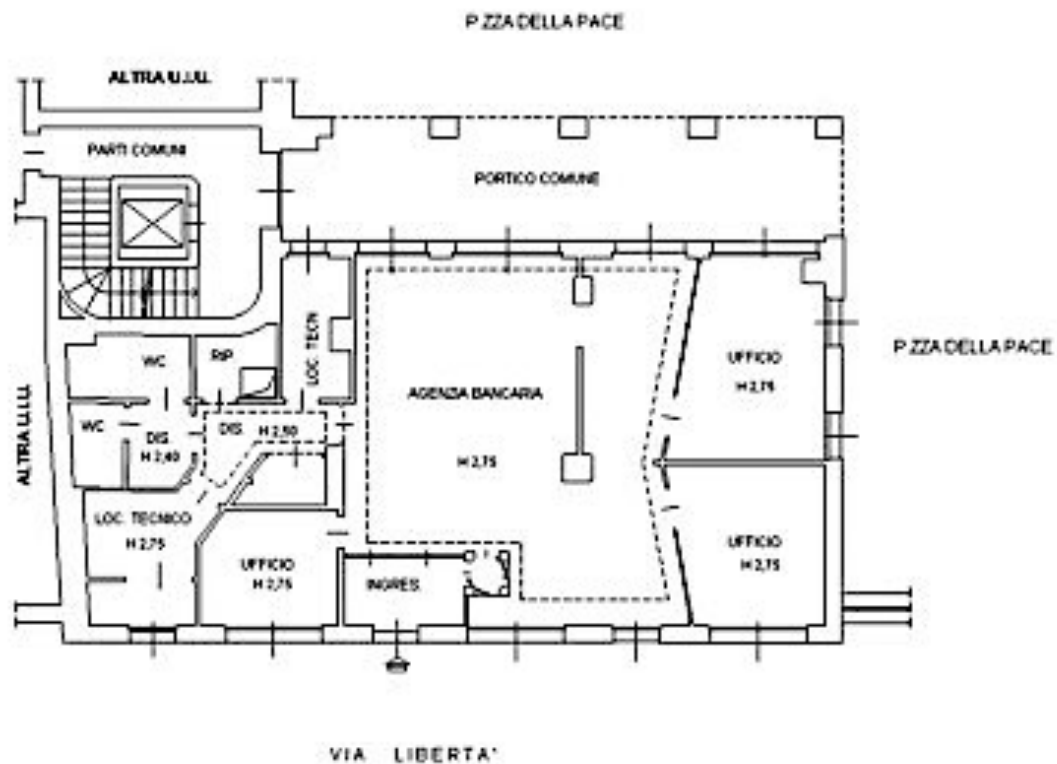 P.ZZA DELLA PACE
ALTRA U.I.U.
PARTI COMUNI
PORTICO COMUNE
P.ZZA DELLA PACE
WC
RIP.
LOC. TECN.
UFFICIO
H 2,75
AGENZIA BANCARIA
H 2,75
ALTRA U.I.U.
WC
DIS.
H 2,40
DIS.
H 2,50
LOC. TECNICO
H 2,75
UFFICIO
H 2,75
INGRES.
UFFICIO
H 2,75
VIA LIBERTA'